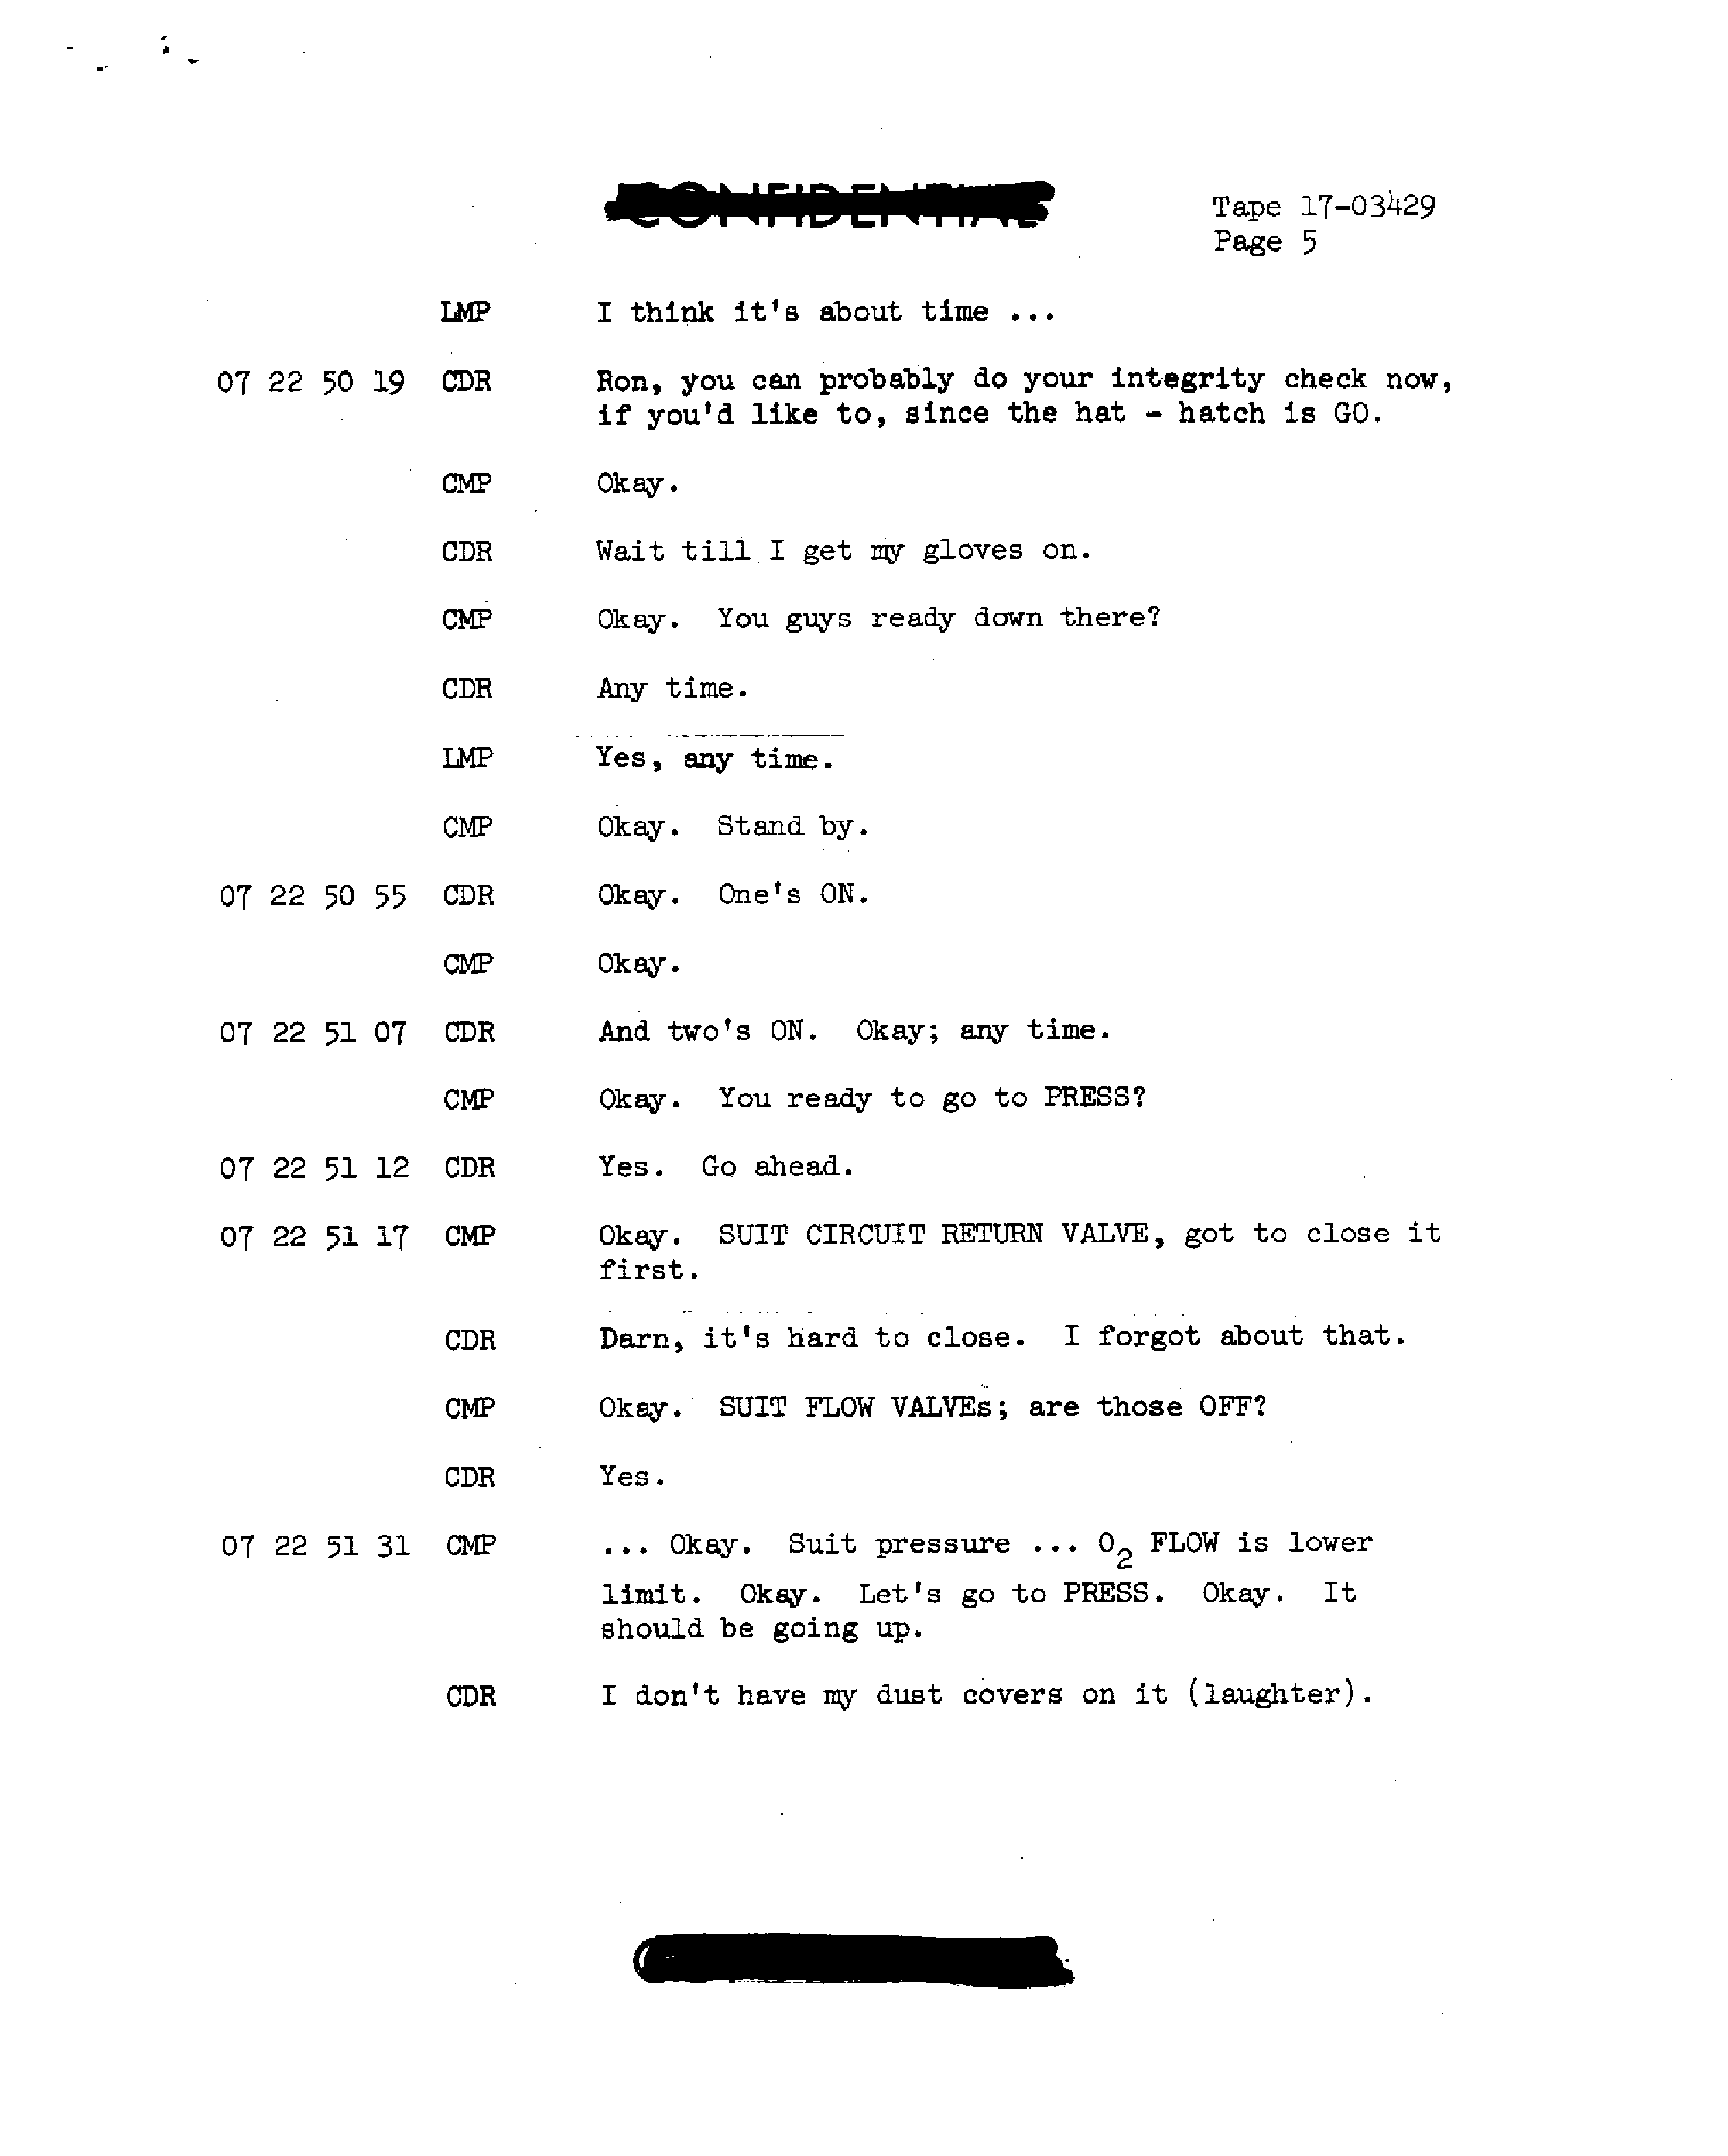 CONFIDENTIAL
Tape 17-03429
Page 5
LMP I think it's about time ...
07 22 50 19 CDR Ron, you can probably do your integrity check now,
if you'd like to, since the hat - hatch is GO.
CMP Okay.
CDR Wait till I get my gloves on.
CMP Okay. You guys ready down there?
CDR Any time.
LMP Yes, any time.
CMP Okay. Stand by.
07 22 50 55 CDR Okay. One's ON.
CMP Okay.
07 22 51 07 CDR And two's ON. Okay; any time.
CMP Okay. You ready to go to PRESS?
07 22 51 12 CDR Yes. Go ahead.
07 22 51 17 CMP Okay. SUIT CIRCUIT RETURN VALVE, got to close it
first.
CDR Darn, it's hard to close. I forgot about that.
CMP Okay. SUIT FLOW VALVEs; are those OFF?
CDR Yes.
07 22 51 31 CMP ... Okay. Suit pressure ... O2 FLOW is lower
limit. Okay. Let's go to PRESS. Okay. It
should be going up.
CDR I don't have my dust covers on it (laughter).